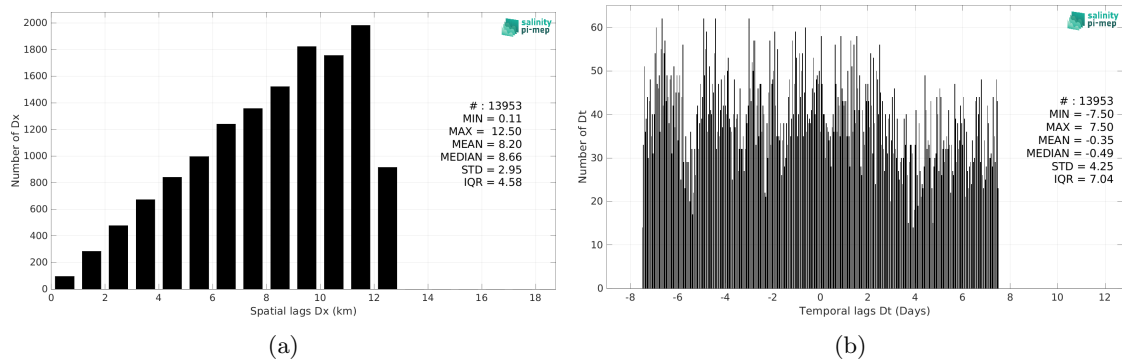 2000
1800
1600
1400
1200
1000
800
600
400
200
0
Number of Dx
0 2 4 6 8 10 12 14 16 18
Spatial lags Dx (km)
salinity
pi-mep
# : 13953
MIN = 0.11
MAX = 12.50
MEAN = 8.20
MEDIAN = 8.66
STD = 2.95
IQR = 4.58
(a)
60
50
40
30
20
10
0
Number of Dt
-8 -6 -4 -2 0 2 4 6 8 10 12
Temporal lags Dt (Days)
salinity
pi-mep
# : 13953
MIN = -7.50
MAX = 7.50
MEAN = -0.35
MEDIAN = -0.49
STD = 4.25
IQR = 7.04
(b)